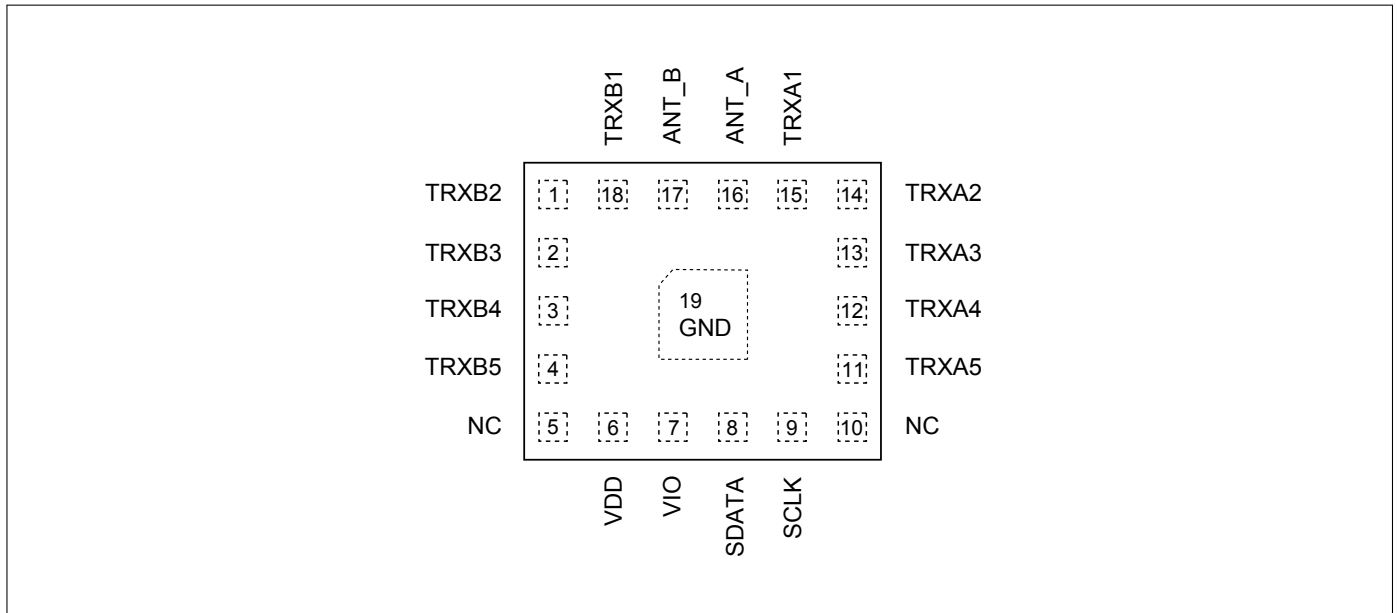 TRXB1
ANT_B
ANT_A
TRXA1
TRXB2
1
18
17
16
15
14
TRXA2
TRXB3
2
13
TRXA3
19
GND
TRXB4
3
12
TRXA4
TRXB5
4
11
TRXA5
NC
5
6
7
8
9
10
NC
VDD
VIO
SDATA
SCLK